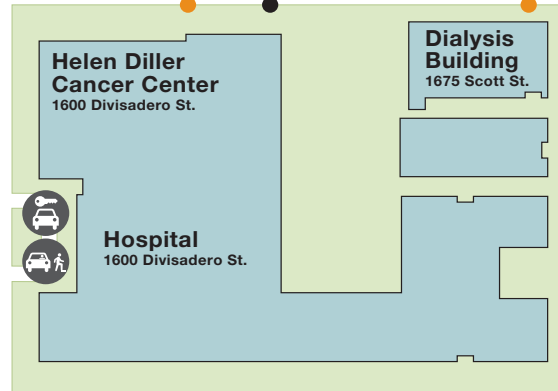 Helen Diller
Cancer Center
1600 Divisadero St.
Dialysis
Building
1675 Scott St.
Hospital
1600 Divisadero St.